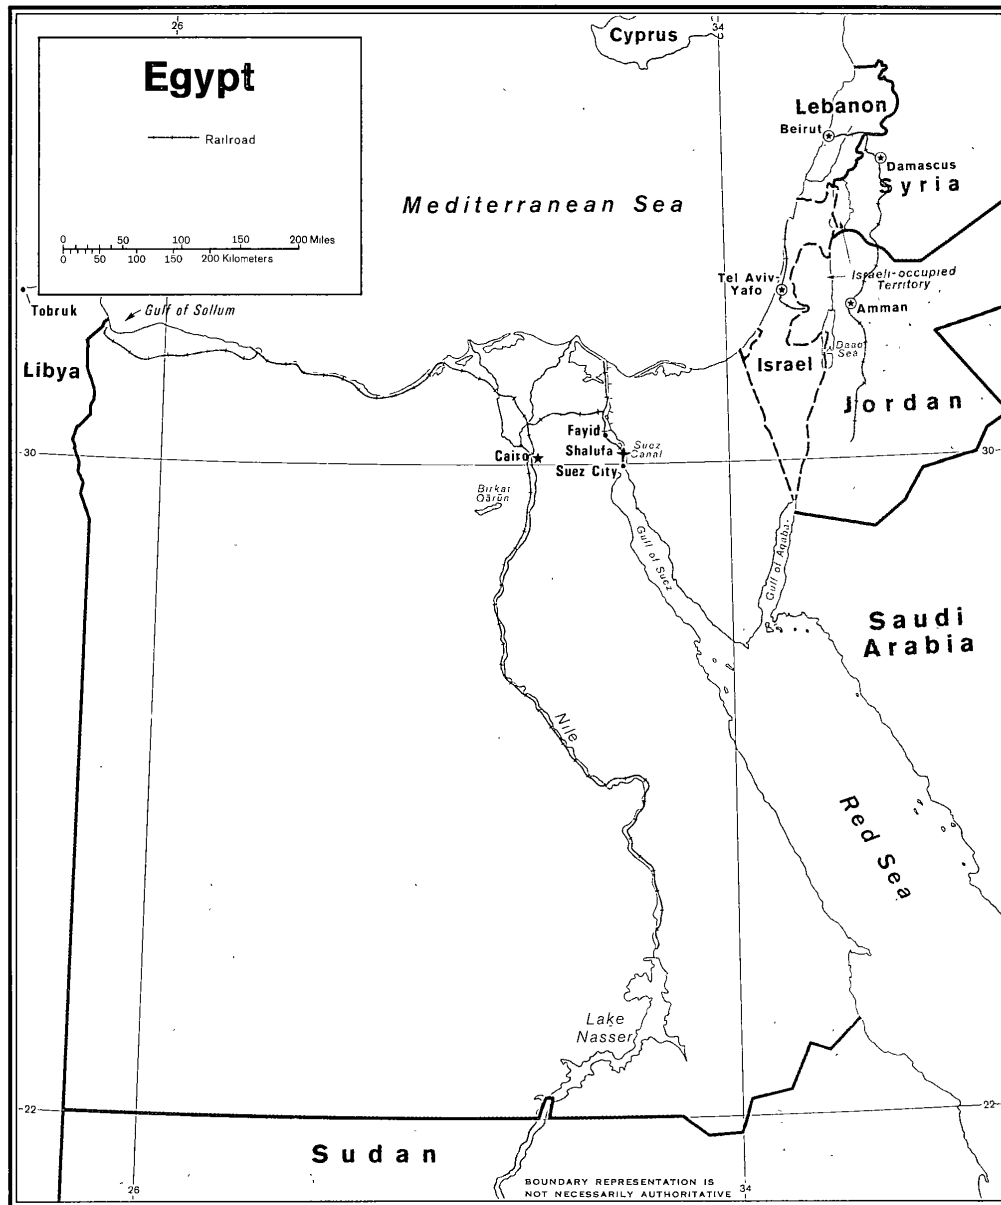 26
34
Cyprus
Egypt
Railroad
0 50 100 150 200 Miles
0 50 100 150 200 Kilometers
Lebanon
Beirut
Damascus
Syria
Mediterranean Sea
Tel Aviv-
Yafo
Israeli-occupied
Territory
Amman
Tobruk
Gulf of Sollum
Libya
Israel
Dead
Sea
Jordan
Fayid
Shalufa
Suez
Canal
30
Cairo
Suez City
30
Birkat
Qārūn
Gulf of Suez
Gulf of Aqaba
Saudi
Arabia
Nile
Red Sea
Lake
Nasser
22
22
Sudan
BOUNDARY REPRESENTATION IS
NOT NECESSARILY AUTHORITATIVE
26
34